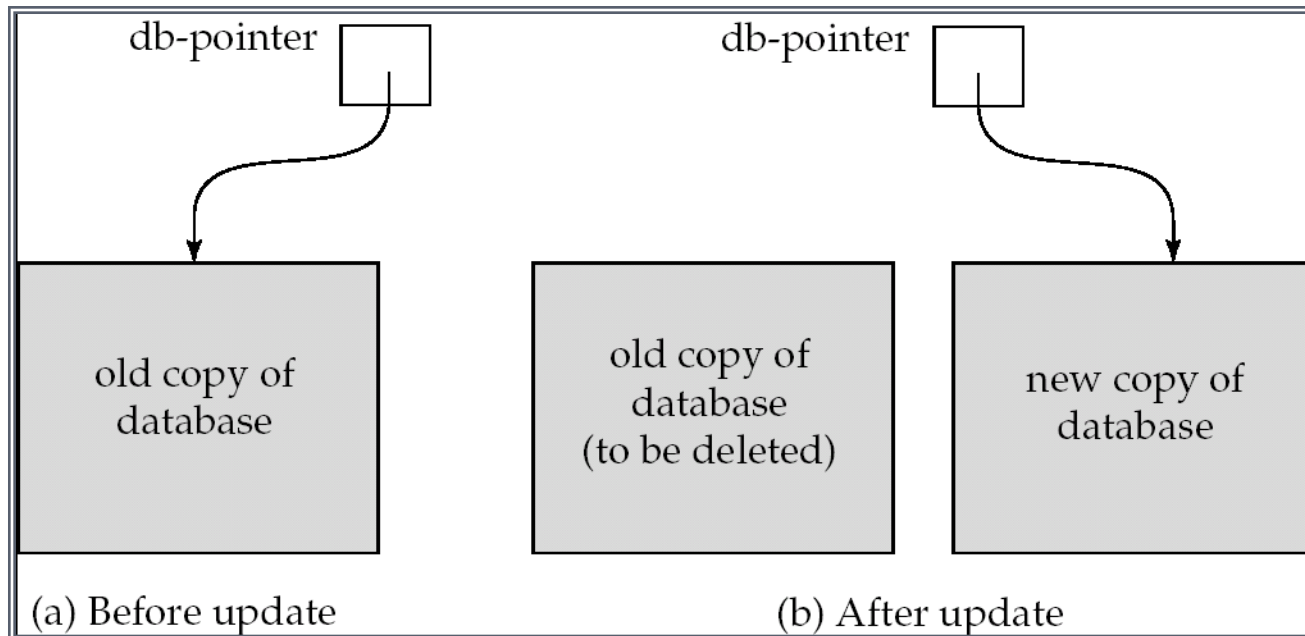 db-pointer
old copy of
database
(a) Before update
db-pointer
old copy of
database
(to be deleted)
new copy of
database
(b) After update